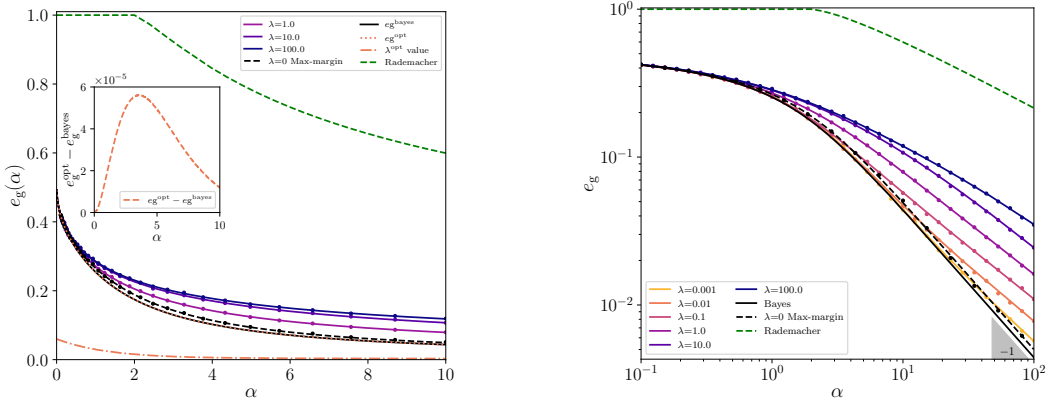 1.0
0.8
0.6
0.4
0.2
0.0
e_g(α)
0
2
4
6
8
10
α
λ=1.0
λ=10.0
λ=100.0
λ=0 Max-margin
eg^bayes
eg^opt
λ^opt value
Rademacher
×10^−5
6
4
2
0
e_g^opt − e_g^bayes
eg^opt − eg^bayes
0
5
10
α
10^0
10^−1
10^−2
e_g
10^−1
10^0
10^1
10^2
α
λ=0.001
λ=0.01
λ=0.1
λ=1.0
λ=10.0
λ=100.0
Bayes
λ=0 Max-margin
Rademacher
−1